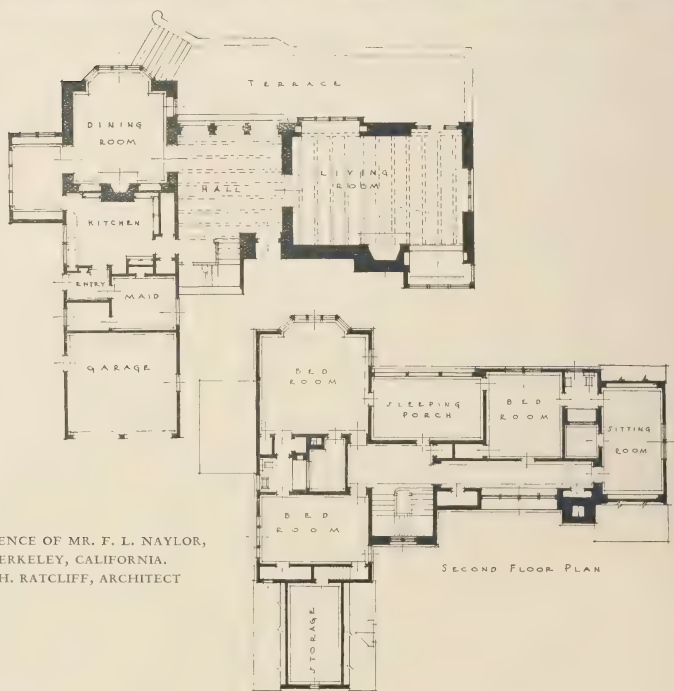 TERRACE
DINING
ROOM
LIVING
ROOM
HALL
KITCHEN
ENTRY
MAID
GARAGE
BED
ROOM
SLEEPING
PORCH
BED
ROOM
SITTING
ROOM
BED
ROOM
STORAGE
ENCE OF MR. F. L. NAYLOR,
ERKELEY, CALIFORNIA.
H. RATCLIFF, ARCHITECT
SECOND FLOOR PLAN